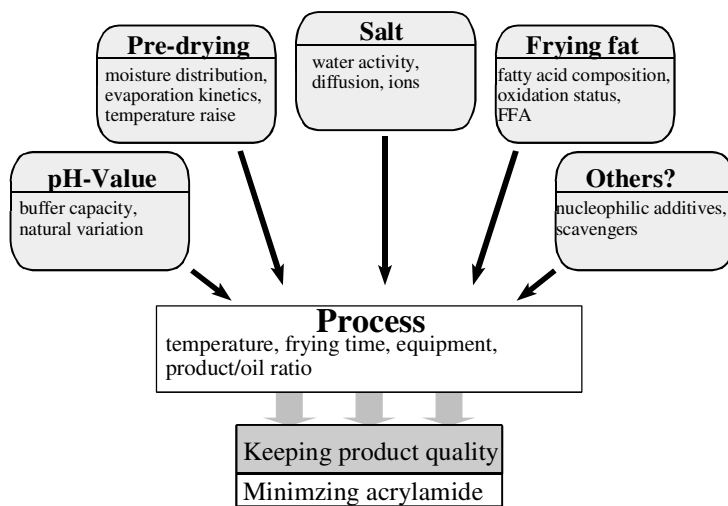 Pre-drying
moisture distribution,
evaporation kinetics,
temperature raise
Salt
water activity,
diffusion, ions
Frying fat
fatty acid composition,
oxidation status,
FFA
pH-Value
buffer capacity,
natural variation
Others?
nucleophilic additives,
scavengers
Process
temperature, frying time, equipment,
product/oil ratio
Keeping product quality
Minimzing acrylamide